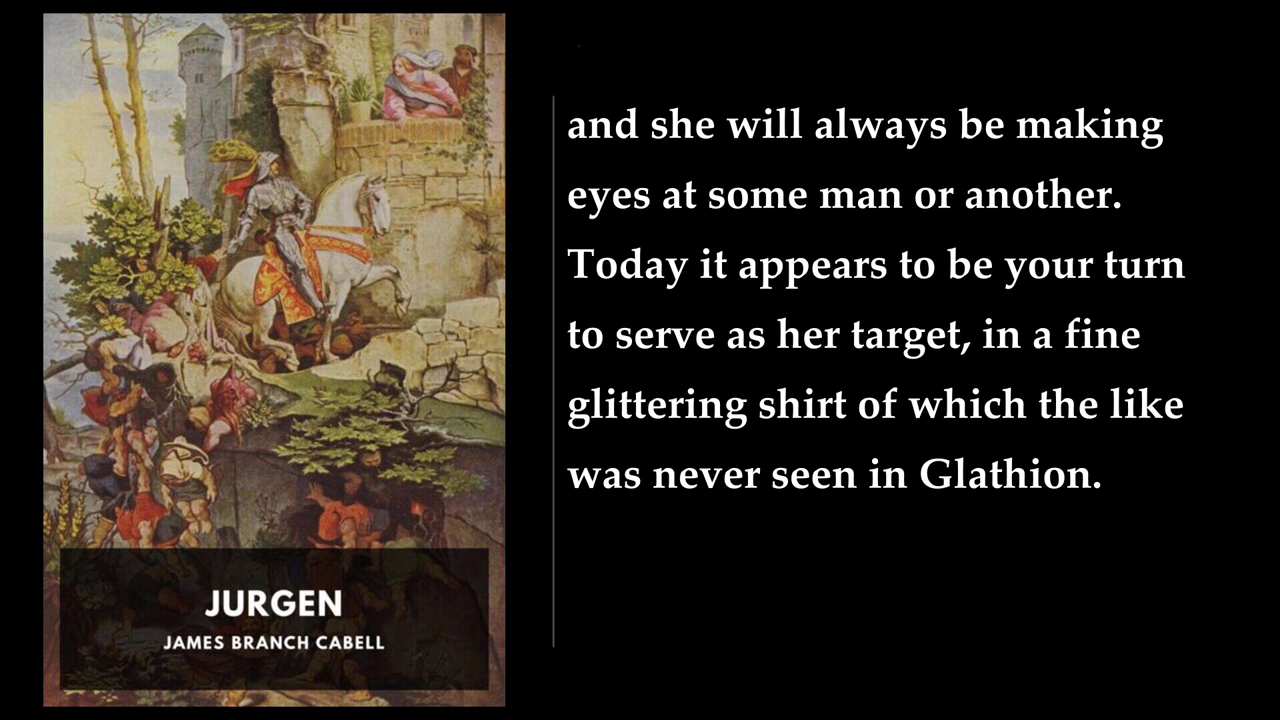 and she will always be making
eyes at some man or another.
Today it appears to be your turn
to serve as her target, in a fine
glittering shirt of which the like
was never seen in Glathion.
JURGEN
JAMES BRANCH CABELL